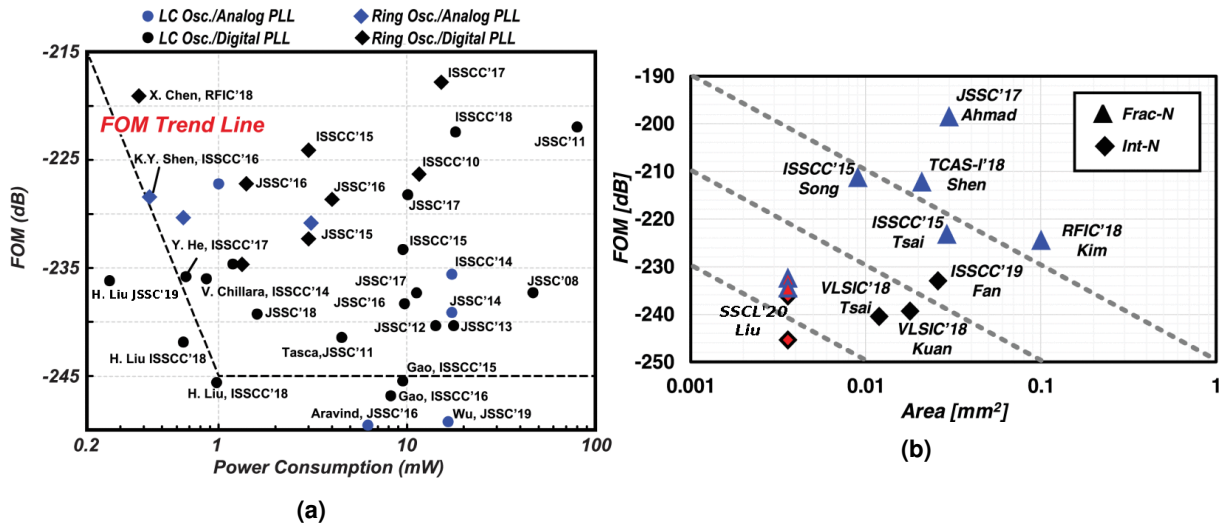 LC Osc./Analog PLL
Ring Osc./Analog PLL
LC Osc./Digital PLL
Ring Osc./Digital PLL
-215
-225
-235
-245
FOM (dB)
0.2
1
10
100
Power Consumption (mW)
FOM Trend Line
X. Chen, RFIC'18
ISSCC'17
ISSCC'18
JSSC'11
ISSCC'15
K.Y. Shen, ISSCC'16
ISSCC'10
JSSC'16
JSSC'16
JSSC'17
JSSC'15
Y. He, ISSCC'17
ISSCC'15
ISSCC'14
H. Liu JSSC'19
V. Chillara, ISSCC'14
JSSC'17
JSSC'08
JSSC'16
JSSC'14
JSSC'18
JSSC'12
JSSC'13
Tasca,JSSC'11
H. Liu ISSCC'18
Gao, ISSCC'15
H. Liu, ISSCC'18
Gao, ISSCC'16
Aravind, JSSC'16
Wu, JSSC'19
(a)
-190
-200
-210
-220
-230
-240
-250
FOM [dB]
0.001
0.01
0.1
1
Area [mm²]
Frac-N
Int-N
JSSC'17
Ahmad
ISSCC'15
Song
TCAS-I'18
Shen
ISSCC'15
Tsai
RFIC'18
Kim
ISSCC'19
Fan
VLSIC'18
Tsai
SSCL'20
Liu
VLSIC'18
Kuan
(b)